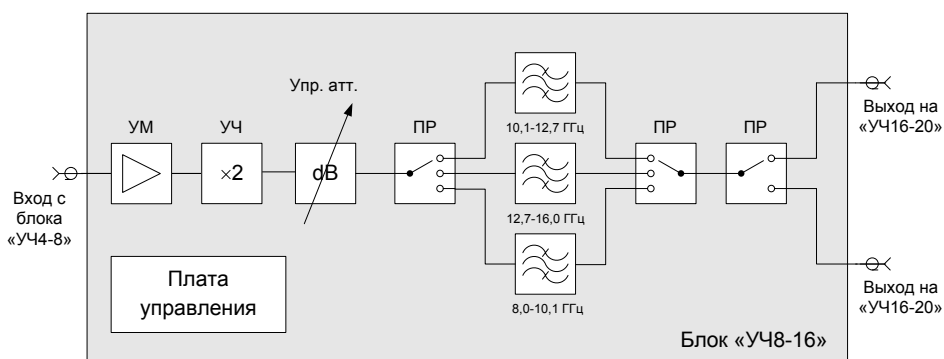 Упр. атт.
УМ
УЧ
ПР
10,1-12,7 ГГц
ПР
ПР
Выход на
«УЧ16-20»
×2
dB
Вход с
блока
«УЧ4-8»
12,7-16,0 ГГц
Плата
управления
8,0-10,1 ГГц
Выход на
«УЧ16-20»
Блок «УЧ8-16»